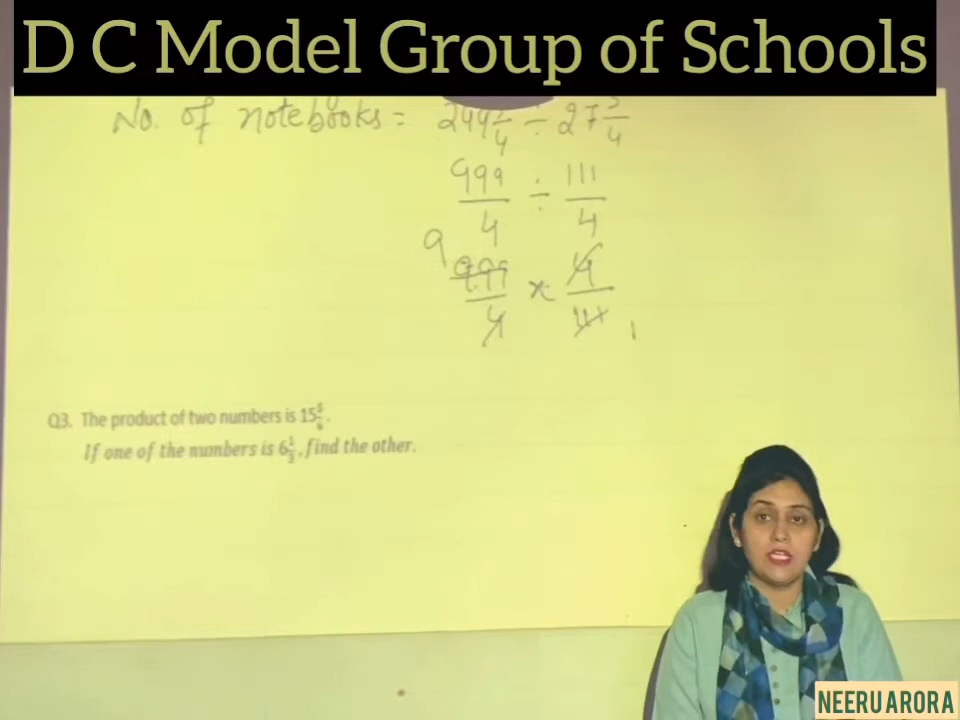 D C Model Group of Schools
No. of notebooks = 249 3/4 ÷ 27 3/4
999/4 ÷ 111/4
9
999/4 × 4/111 1
Q3. The product of two numbers is 15 5/6.
If one of the numbers is 6 1/3, find the other.
NEERU ARORA